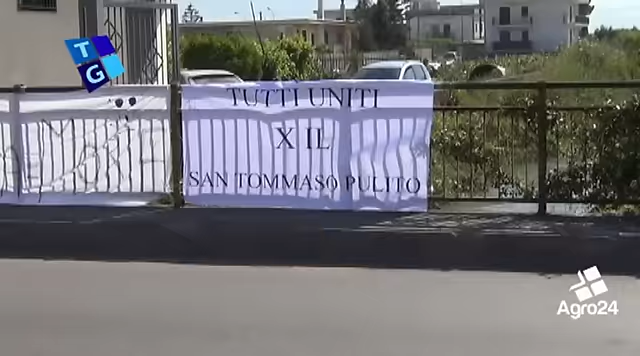 TG
TUTTI UNITI
X IL
SAN TOMMASO PULITO
Agro24